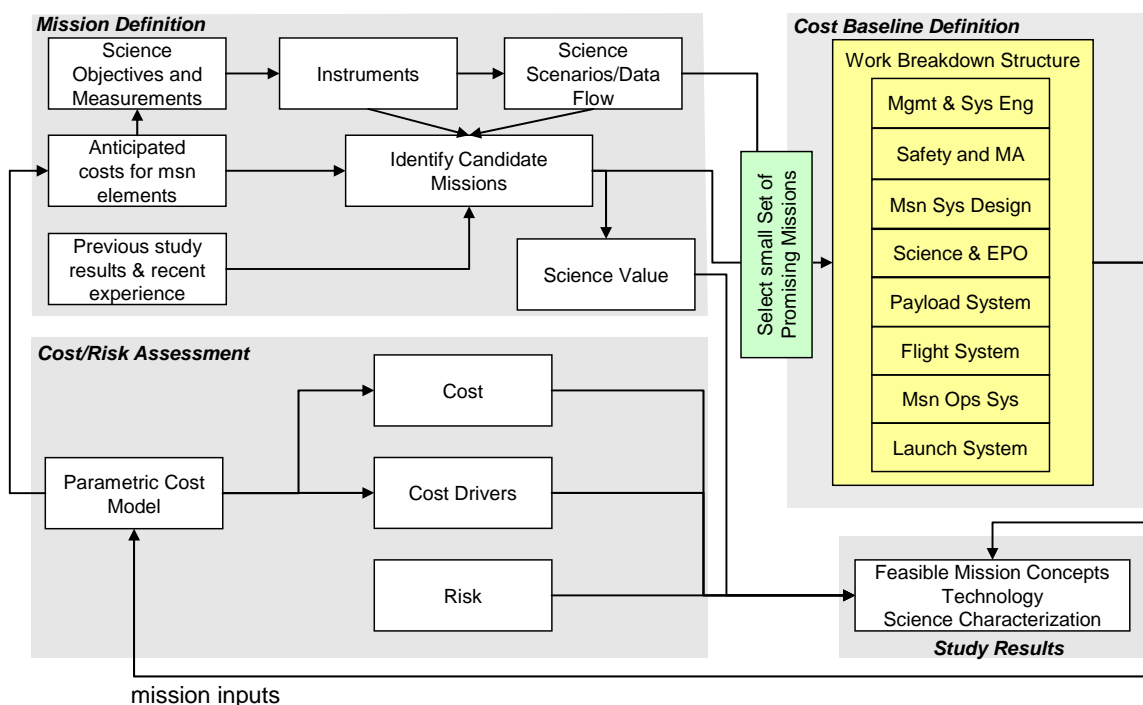 Mission Definition
Science
Objectives and
Measurements
Instruments
Science
Scenarios/Data
Flow
Anticipated
costs for msn
elements
Identify Candidate
Missions
Previous study
results & recent
experience
Science Value
Select small Set of
Promising Missions
Cost Baseline Definition
Work Breakdown Structure
Mgmt & Sys Eng
Safety and MA
Msn Sys Design
Science & EPO
Payload System
Flight System
Msn Ops Sys
Launch System
Cost/Risk Assessment
Cost
Parametric Cost
Model
Cost Drivers
Risk
Feasible Mission Concepts
Technology
Science Characterization
Study Results
mission inputs